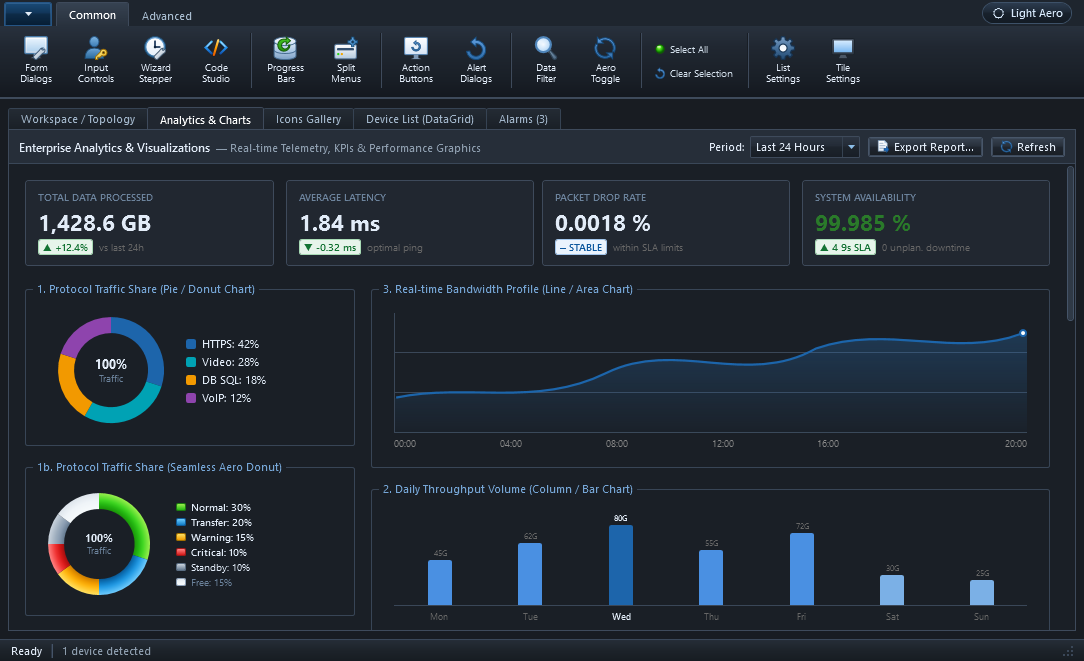 Common
Advanced
Light Aero
Form Dialogs
Input Controls
Wizard Stepper
Code Studio
Progress Bars
Split Menus
Action Buttons
Alert Dialogs
Data Filter
Aero Toggle
Select All
Clear Selection
List Settings
Tile Settings
Workspace / Topology
Analytics & Charts
Icons Gallery
Device List (DataGrid)
Alarms (3)
Enterprise Analytics & Visualizations — Real-time Telemetry, KPIs & Performance Graphics
Period:
Last 24 Hours
Export Report...
Refresh
TOTAL DATA PROCESSED
1,428.6 GB
▲ +12.4% vs last 24h
AVERAGE LATENCY
1.84 ms
▼ -0.32 ms optimal ping
PACKET DROP RATE
0.0018 %
− STABLE within SLA limits
SYSTEM AVAILABILITY
99.985 %
▲ 4 9s SLA 0 unplan. downtime
1. Protocol Traffic Share (Pie / Donut Chart)
100%
Traffic
HTTPS: 42%
Video: 28%
DB SQL: 18%
VoIP: 12%
1b. Protocol Traffic Share (Seamless Aero Donut)
100%
Traffic
Normal: 30%
Transfer: 20%
Warning: 15%
Critical: 10%
Standby: 10%
Free: 15%
3. Real-time Bandwidth Profile (Line / Area Chart)
00:00 04:00 08:00 12:00 16:00 20:00
2. Daily Throughput Volume (Column / Bar Chart)
45G 62G 80G 55G 72G 30G 25G
Mon Tue Wed Thu Fri Sat Sun
Ready
1 device detected